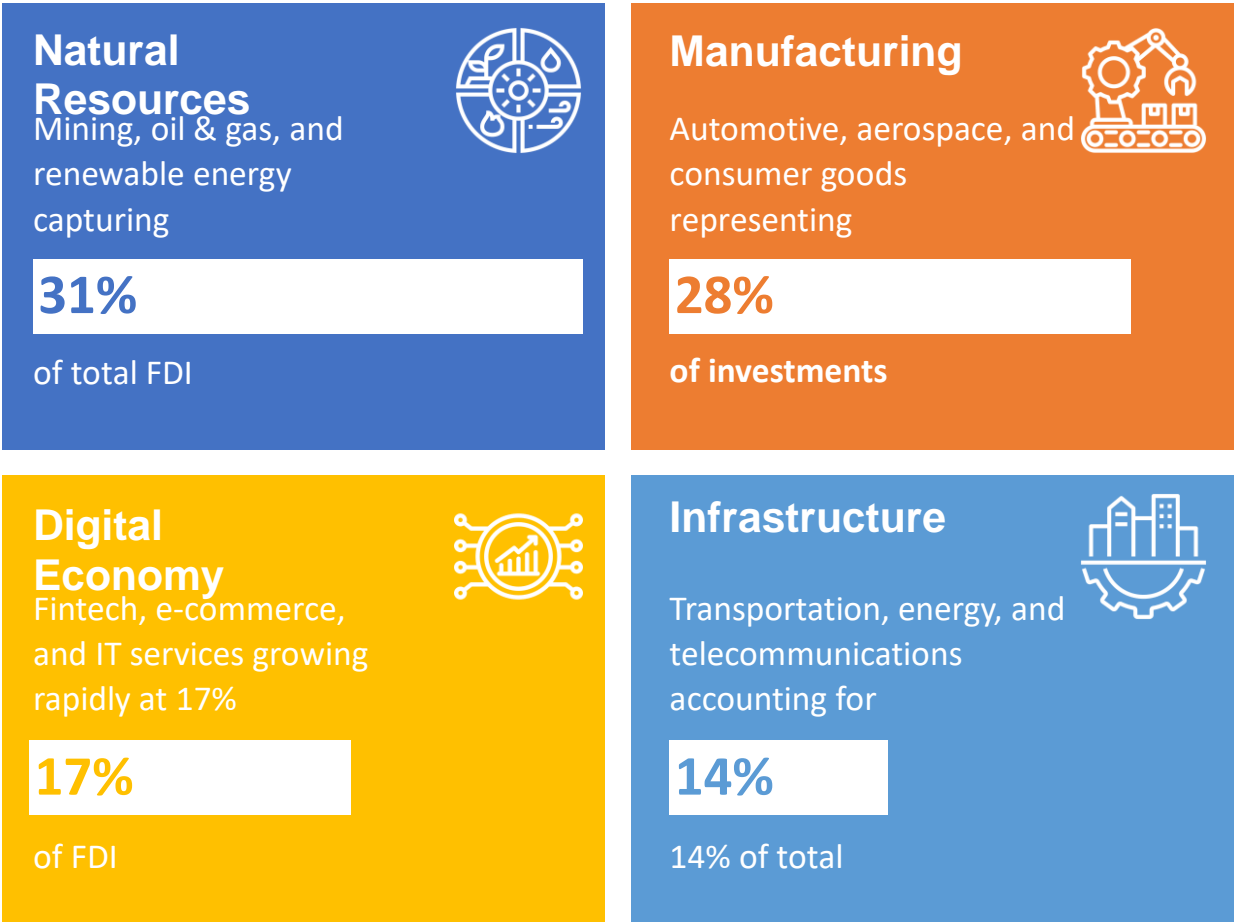 Natural
Resources
Mining, oil & gas, and
renewable energy
capturing
31%
of total FDI
Manufacturing
Automotive, aerospace, and
consumer goods
representing
28%
of investments
Digital
Economy
Fintech, e-commerce,
and IT services growing
rapidly at 17%
17%
of FDI
Infrastructure
Transportation, energy, and
telecommunications
accounting for
14%
14% of total